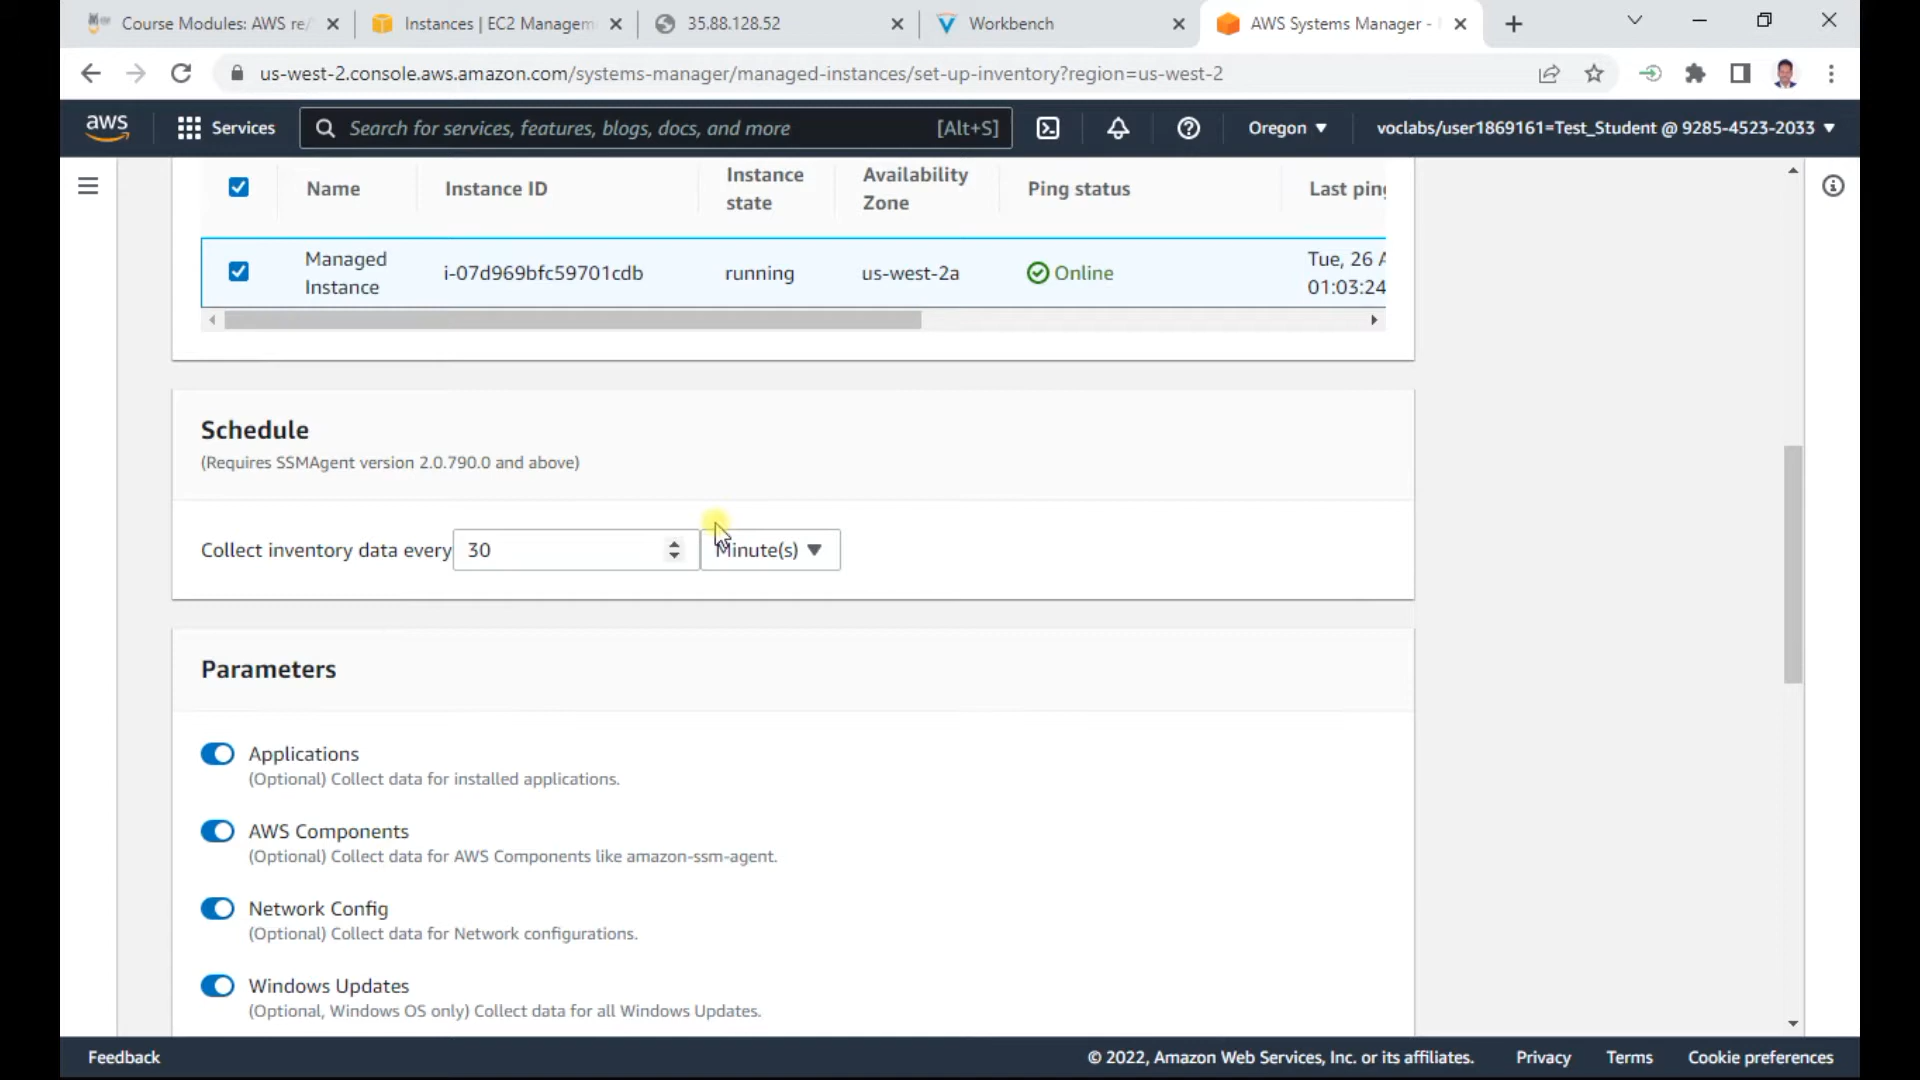 Course Modules: AWS re/
Instances | EC2 Managem
35.88.128.52
Workbench
AWS Systems Manager -
us-west-2.console.aws.amazon.com/systems-manager/managed-instances/set-up-inventory?region=us-west-2
aws
Services
Search for services, features, blogs, docs, and more
[Alt+S]
Oregon
voclabs/user1869161=Test_Student @ 9285-4523-2033
Name
Instance ID
Instance
state
Availability
Zone
Ping status
Last ping
Managed
Instance
i-07d969bfc59701cdb
running
us-west-2a
Online
Tue, 26 A
01:03:24
Schedule
(Requires SSMAgent version 2.0.790.0 and above)
Collect inventory data every
30
Minute(s)
Parameters
Applications
(Optional) Collect data for installed applications.
AWS Components
(Optional) Collect data for AWS Components like amazon-ssm-agent.
Network Config
(Optional) Collect data for Network configurations.
Windows Updates
(Optional, Windows OS only) Collect data for all Windows Updates.
Feedback
© 2022, Amazon Web Services, Inc. or its affiliates.
Privacy
Terms
Cookie preferences